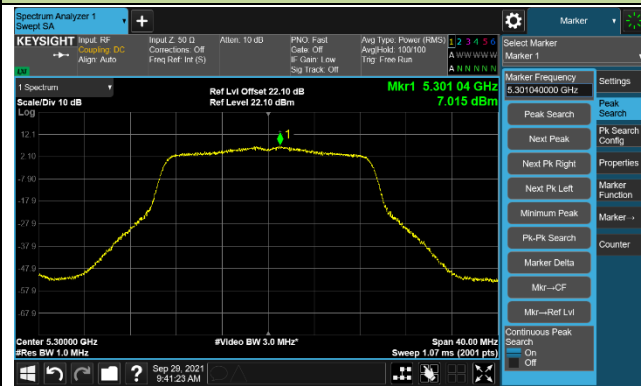 Spectrum Analyzer 1
Swept SA
+
Marker
KEYSIGHT
Input: RF
Coupling: DC
Align: Auto
Input Z: 50 Ω
Corrections: Off
Freq Ref: Int (S)
Atten: 10 dB
PNO: Fast
Gate: Off
IF Gain: Low
Sig Track: Off
Avg Type: Power (RMS)
Avg|Hold: 100/100
Trig: Free Run
1 2 3 4 5 6
A W W W W W
A N N N N N
LXI
Select Marker
Marker 1
1 Spectrum
Scale/Div 10 dB
Log
Ref Lvl Offset 22.10 dB
Ref Level 22.10 dBm
Mkr1 5.301 04 GHz
7.015 dBm
1
12.1
2.10
-7.90
-17.9
-27.9
-37.9
-47.9
-57.9
-67.9
Center 5.30000 GHz
#Res BW 1.0 MHz
#Video BW 3.0 MHz*
Span 40.00 MHz
Sweep 1.07 ms (2001 pts)
Marker Frequency
5.301040000 GHz
Peak Search
Next Peak
Next Pk Right
Next Pk Left
Minimum Peak
Pk-Pk Search
Marker Delta
Mkr→CF
Mkr→Ref Lvl
Continuous Peak
Search
On
Off
Settings
Peak
Search
Pk Search
Config
Properties
Marker
Function
Marker→
Counter
?
Sep 29, 2021
9:41:23 AM